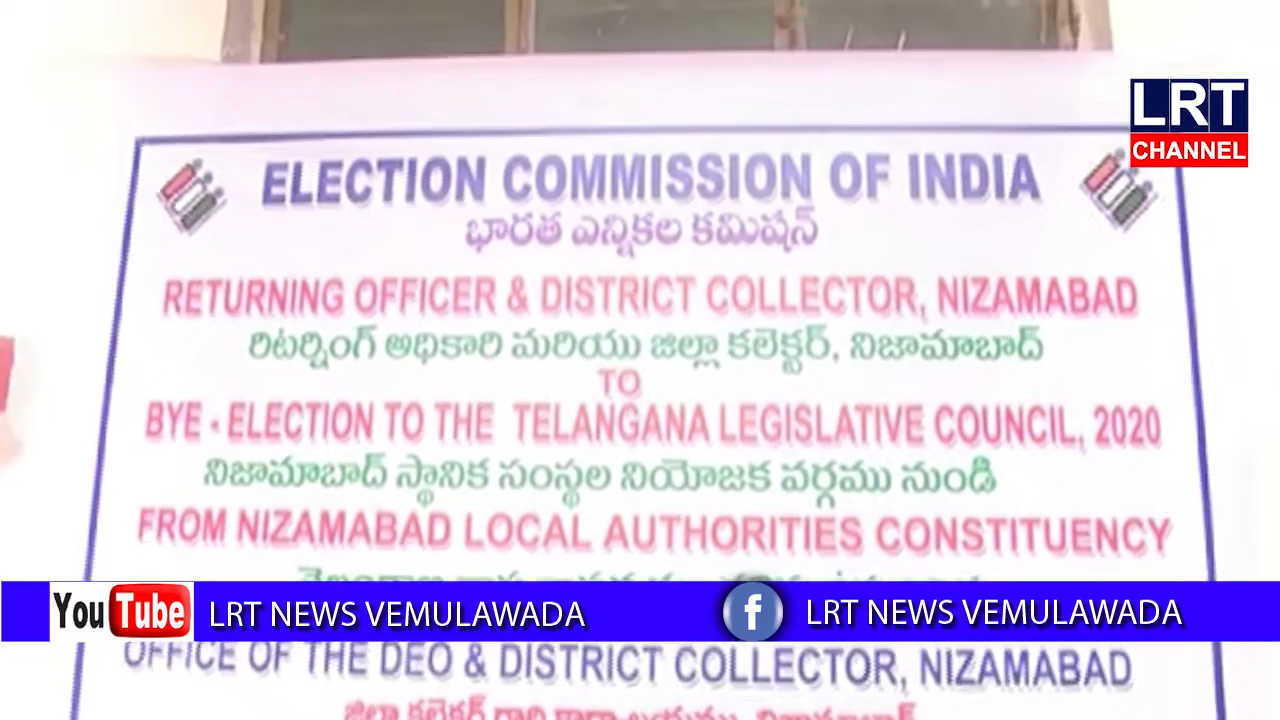 LRT
CHANNEL
ELECTION COMMISSION OF INDIA
భారత ఎన్నికల కమిషన్
RETURNING OFFICER & DISTRICT COLLECTOR, NIZAMABAD
రిటర్నింగ్ అధికారి మరియు జిల్లా కలెక్టర్, నిజామాబాద్
TO
BYE - ELECTION TO THE TELANGANA LEGISLATIVE COUNCIL, 2020
నిజామాబాద్ స్థానిక సంస్థల నియోజక వర్గము నుండి
FROM NIZAMABAD LOCAL AUTHORITIES CONSTITUENCY
YouTube LRT NEWS VEMULAWADA f LRT NEWS VEMULAWADA
OFFICE OF THE DEO & DISTRICT COLLECTOR, NIZAMABAD